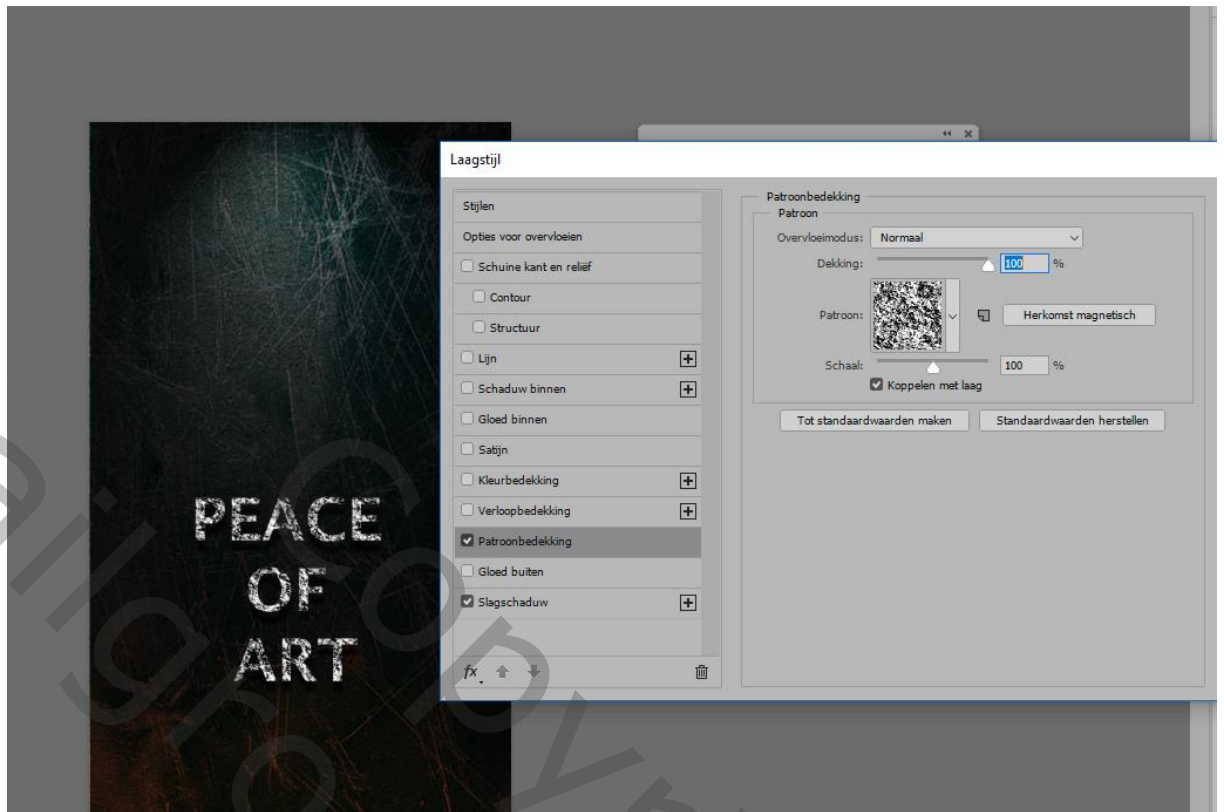 Laagstijl
Stijlen
Opties voor overvloeien
Schuine kant en reliëf
Contour
Structuur
Lijn
Schaduw binnen
Gloed binnen
Satijn
Kleurbedekking
Verloopbedekking
Patroonbedekking
Gloed buiten
Slagschaduw
fx
Patroonbedekking
Patroon
Overvloeimodus: Normaal
Dekking: 100 %
Patroon: Herkomst magnetisch
Schaal: 100 %
Koppelen met laag
Tot standaardwaarden maken Standaardwaarden herstellen
PEACE
OF
ART